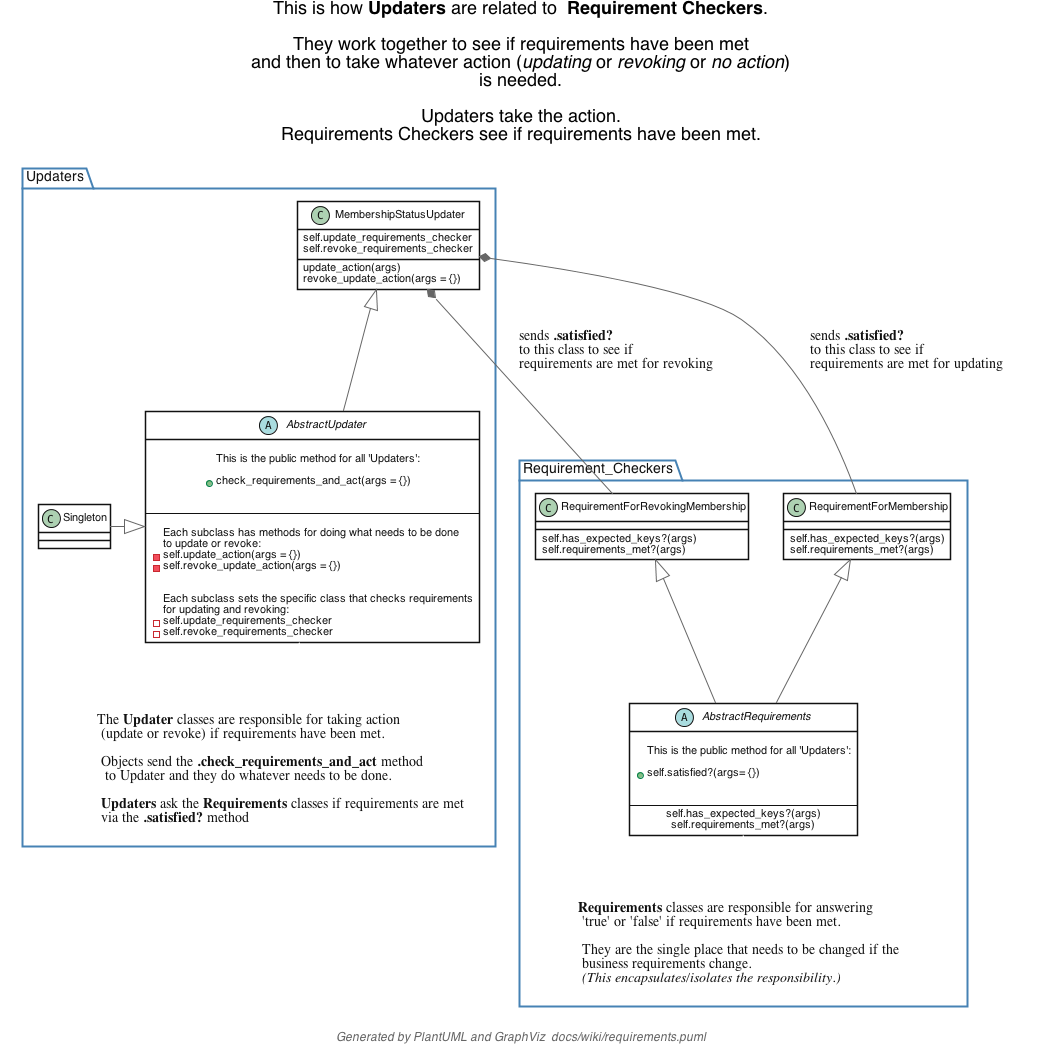 This is how Updaters are related to Requirement Checkers.
They work together to see if requirements have been met
and then to take whatever action (updating or revoking or no action)
is needed.
Updaters take the action.
Requirements Checkers see if requirements have been met.
Updaters
C MembershipStatusUpdater
self.update_requirements_checker
self.revoke_requirements_checker
update_action(args)
revoke_update_action(args = {})
sends .satisfied?
to this class to see if
requirements are met for revoking
sends .satisfied?
to this class to see if
requirements are met for updating
A AbstractUpdater
This is the public method for all 'Updaters':
check_requirements_and_act(args = {})
C Singleton
Each subclass has methods for doing what needs to be done
to update or revoke:
self.update_action(args = {})
self.revoke_update_action(args = {})
Each subclass sets the specific class that checks requirements
for updating and revoking:
self.update_requirements_checker
self.revoke_requirements_checker
The Updater classes are responsible for taking action
(update or revoke) if requirements have been met.
Objects send the .check_requirements_and_act method
to Updater and they do whatever needs to be done.
Updaters ask the Requirements classes if requirements are met
via the .satisfied? method
Requirement_Checkers
C RequirementForRevokingMembership
self.has_expected_keys?(args)
self.requirements_met?(args)
C RequirementForMembership
self.has_expected_keys?(args)
self.requirements_met?(args)
A AbstractRequirements
This is the public method for all 'Updaters':
self.satisfied?(args= {})
self.has_expected_keys?(args)
self.requirements_met?(args)
Requirements classes are responsible for answering
'true' or 'false' if requirements have been met.
They are the single place that needs to be changed if the
business requirements change.
(This encapsulates/isolates the responsibility.)
Generated by PlantUML and GraphViz docs/wiki/requirements.puml